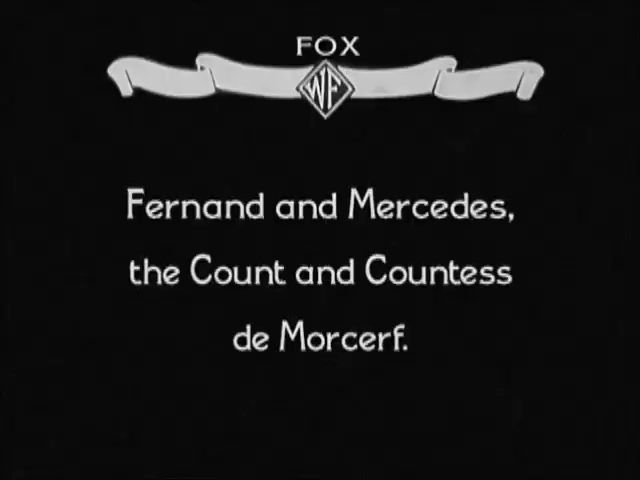 FOX
WF
Fernand and Mercedes,
the Count and Countess
de Morcerf.